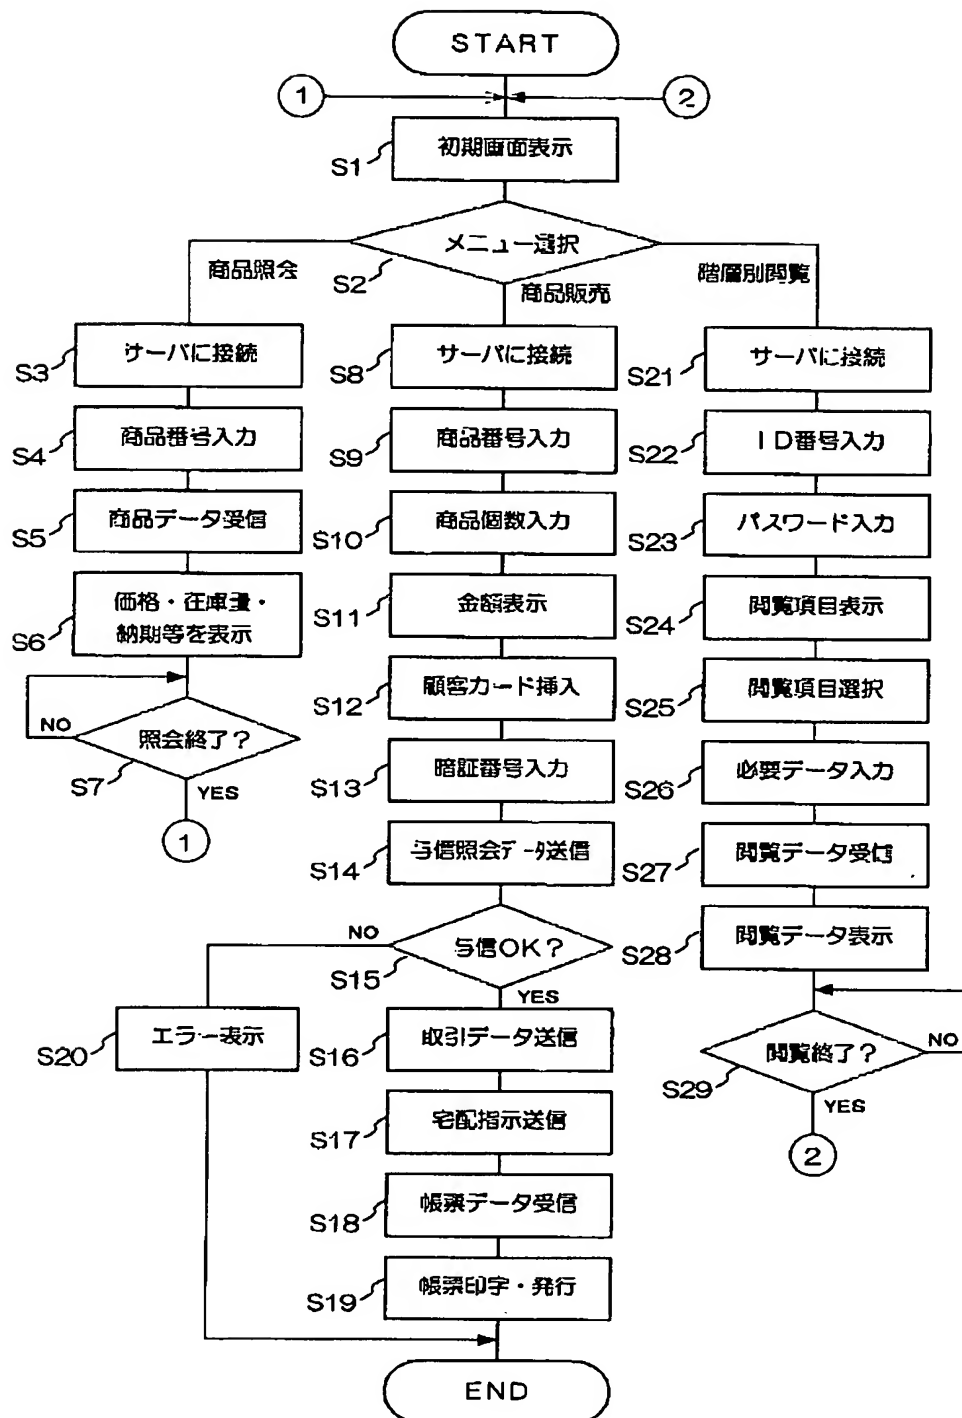 START
1
2
初期画面表示
S1
メニュー選択
S2
商品照会
商品販売
階層別閲覧
サーバに接続
S3
商品番号入力
S4
商品データ受信
S5
価格・在庫量・
納期等を表示
S6
NO
照会終了?
S7
YES
1
サーバに接続
S8
商品番号入力
S9
商品個数入力
S10
金額表示
S11
顧客カード挿入
S12
暗証番号入力
S13
与信照会データ送信
S14
NO
与信OK?
S15
YES
エラー表示
S20
取引データ送信
S16
宅配指示送信
S17
帳票データ受信
S18
帳票印字・発行
S19
サーバに接続
S21
ID番号入力
S22
パスワード入力
S23
閲覧項目表示
S24
閲覧項目選択
S25
必要データ入力
S26
閲覧データ受信
S27
閲覧データ表示
S28
閲覧終了?
NO
S29
YES
2
END